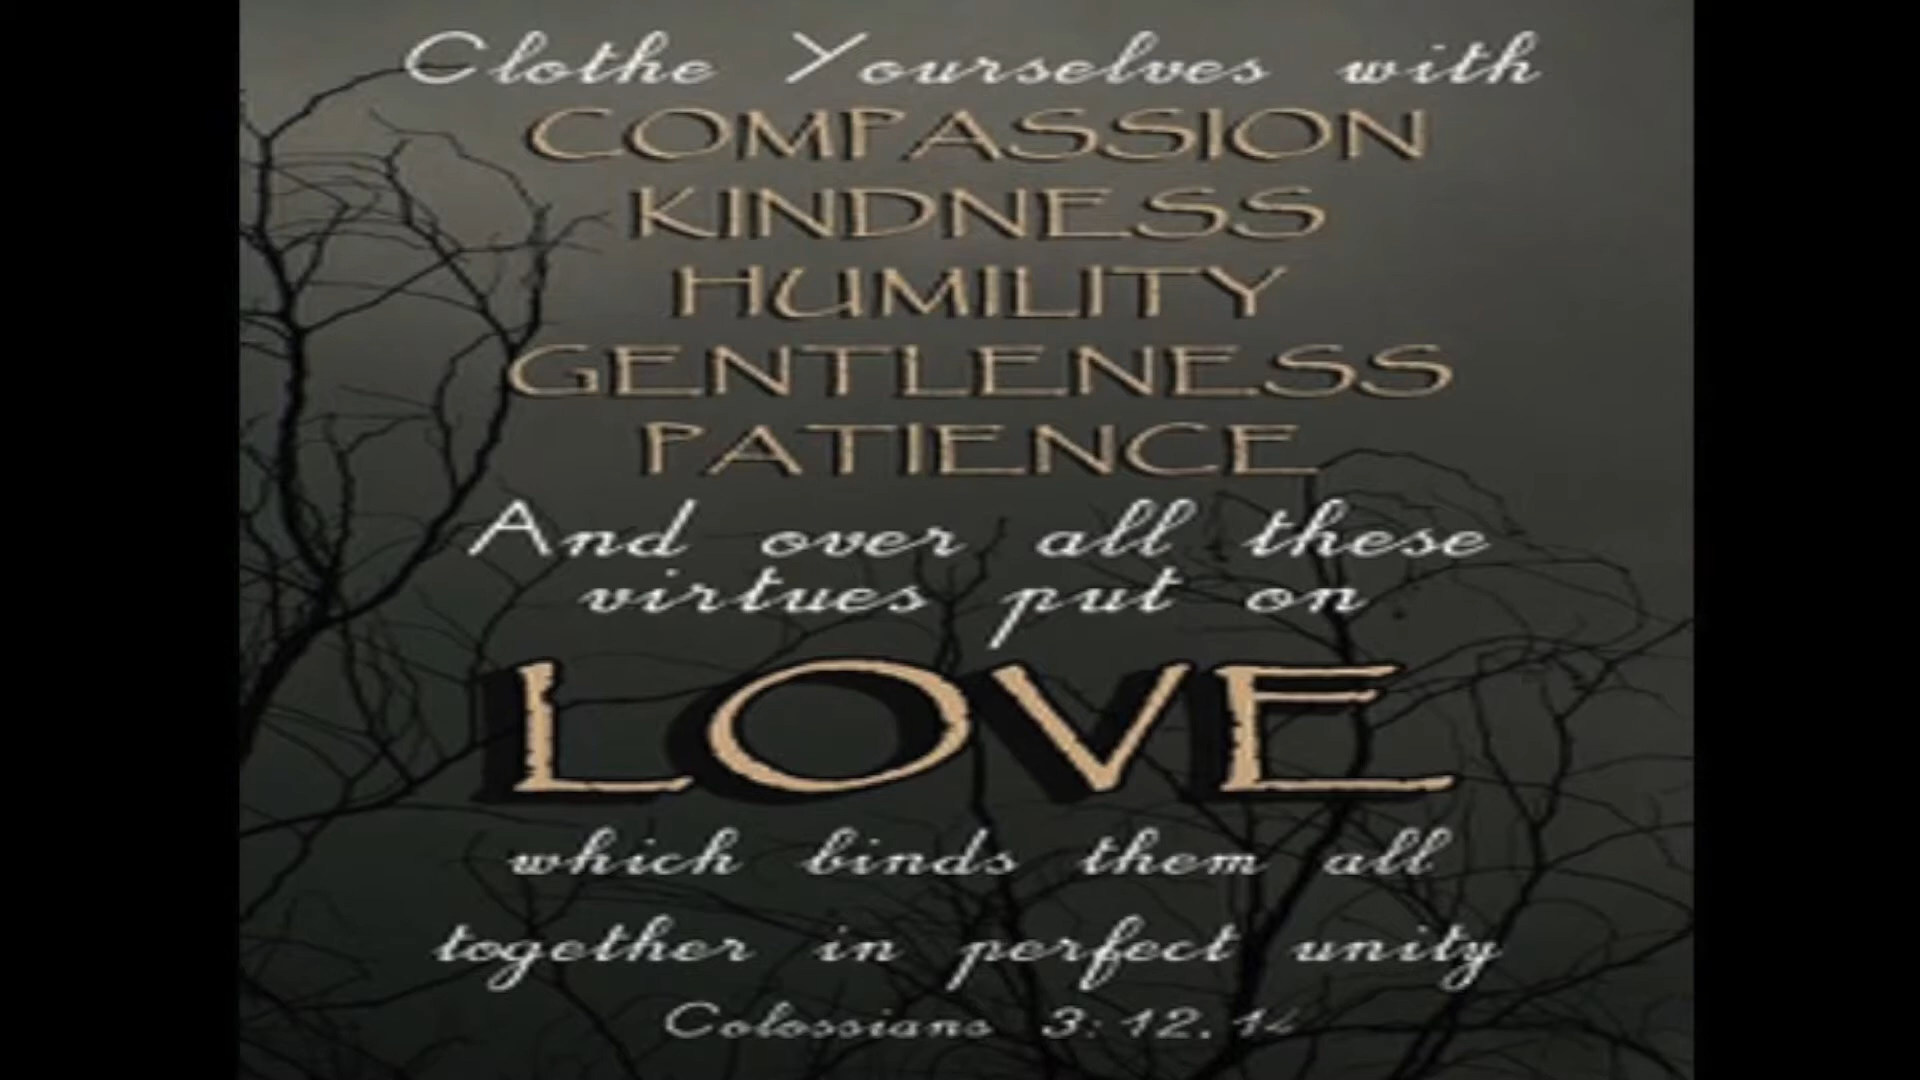 Clothe Yourselves with
COMPASSION
KINDNESS
HUMILITY
GENTLENESS
PATIENCE
And over all these
virtues put on
LOVE
which binds them all
together in perfect unity
Colossians 3:12,14